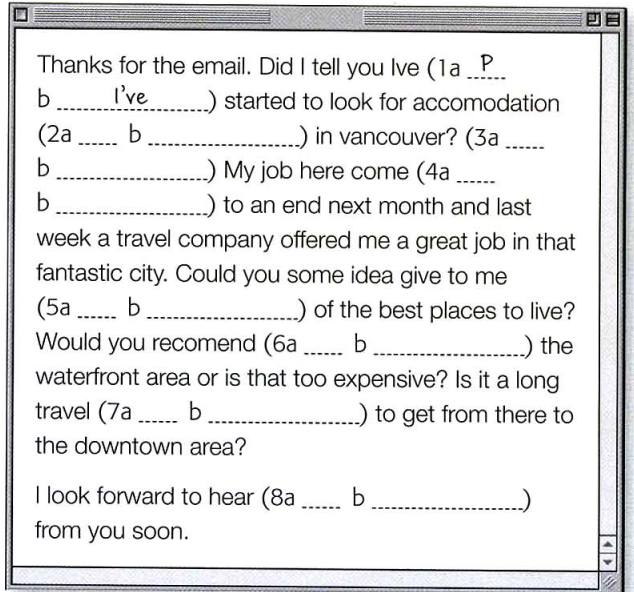 Thanks for the email. Did I tell you Ive (1a P
b I've) started to look for accomodation
(2a ...... b ......................) in vancouver? (3a ......
b ......................) My job here come (4a ......
b ......................) to an end next month and last
week a travel company offered me a great job in that
fantastic city. Could you some idea give to me
(5a ...... b ......................) of the best places to live?
Would you recomend (6a ...... b ......................) the
waterfront area or is that too expensive? Is it a long
travel (7a ...... b ......................) to get from there to
the downtown area?
I look forward to hear (8a ...... b ......................)
from you soon.